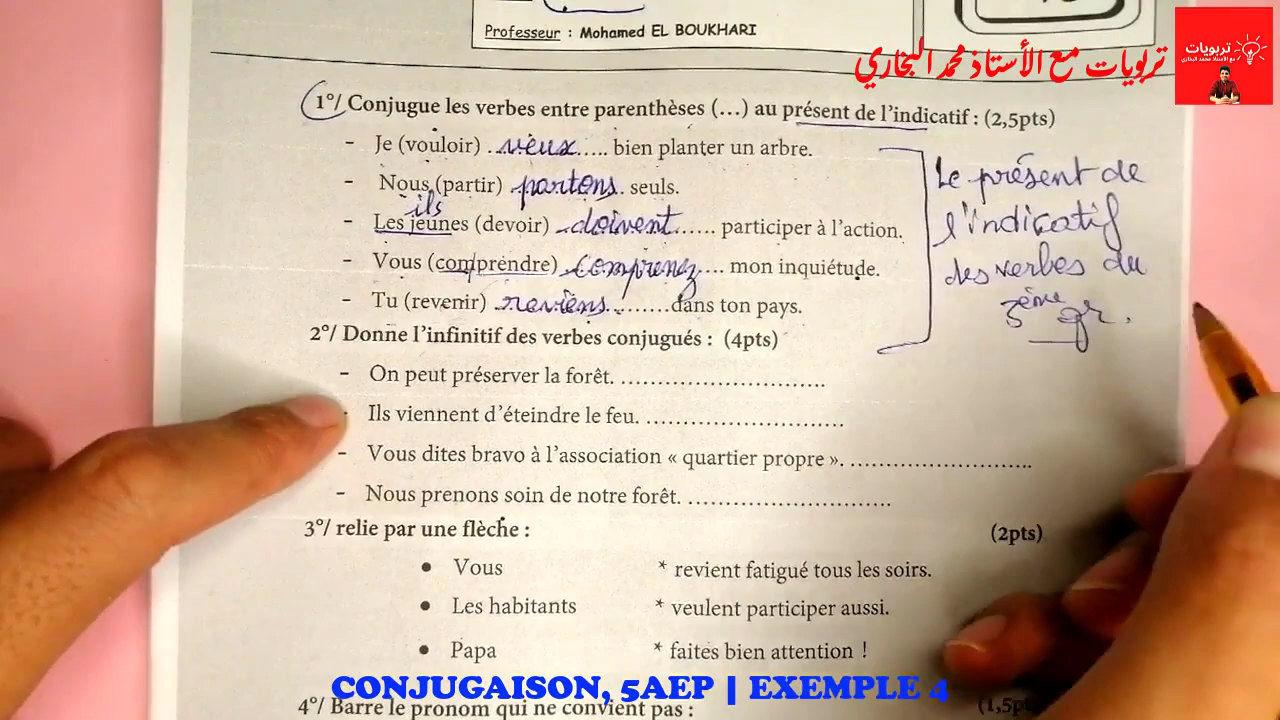 Professeur : Mohamed EL BOUKHARI
تربويات مع الأستاذ محمد البخاري
تربويات
مع الأستاذ محمد البخاري
1°/ Conjugue les verbes entre parenthèses (…) au présent de l'indicatif : (2,5pts)
- Je (vouloir) ..veux..... bien planter un arbre.
- Nous (partir) partons. seuls.
ils
- Les jeunes (devoir) ..doivent...... participer à l'action.
- Vous (comprendre) ..comprenez.... mon inquiétude.
- Tu (revenir) ..reviens.........dans ton pays.
Le présent de
l'indicatif
des verbes du
3ème gr.
2°/ Donne l'infinitif des verbes conjugués : (4pts)
- On peut préserver la forêt. ................................
- Ils viennent d'éteindre le feu. ..............................
- Vous dites bravo à l'association « quartier propre ». ...........................
- Nous prenons soin de notre forêt. ..............................
3°/ relie par une flèche : (2pts)
• Vous * revient fatigué tous les soirs.
• Les habitants * veulent participer aussi.
• Papa * faites bien attention !
CONJUGAISON, 5AEP | EXEMPLE 4
4°/ Barre le pronom qui ne convient pas : (1,5pts)